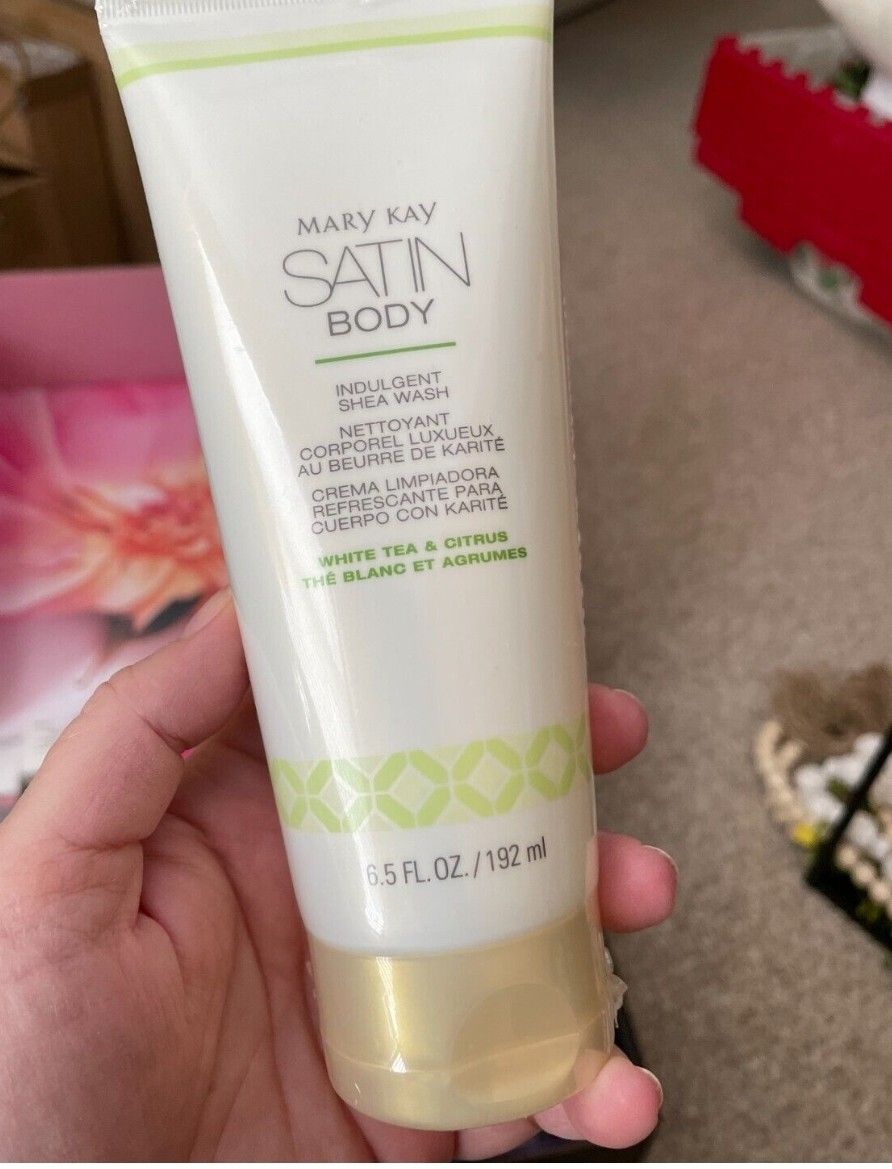 MARY KAY
SATIN
BODY
INDULGENT
SHEA WASH
NETTOYANT
CORPOREL LUXUEUX
AU BEURRE DE KARITÉ
CREMA LIMPIADORA
REFRESCANTE PARA
CUERPO CON KARITÉ
WHITE TEA & CITRUS
THÉ BLANC ET AGRUMES
6.5 FL.OZ./192 ml